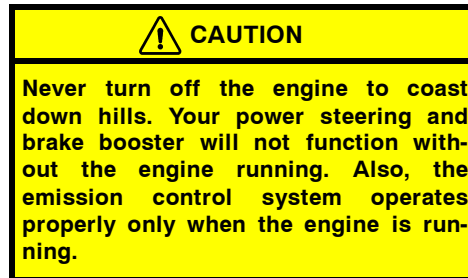 CAUTION
Never turn off the engine to coast
down hills. Your power steering and
brake booster will not function with-
out the engine running. Also, the
emission control system operates
properly only when the engine is run-
ning.